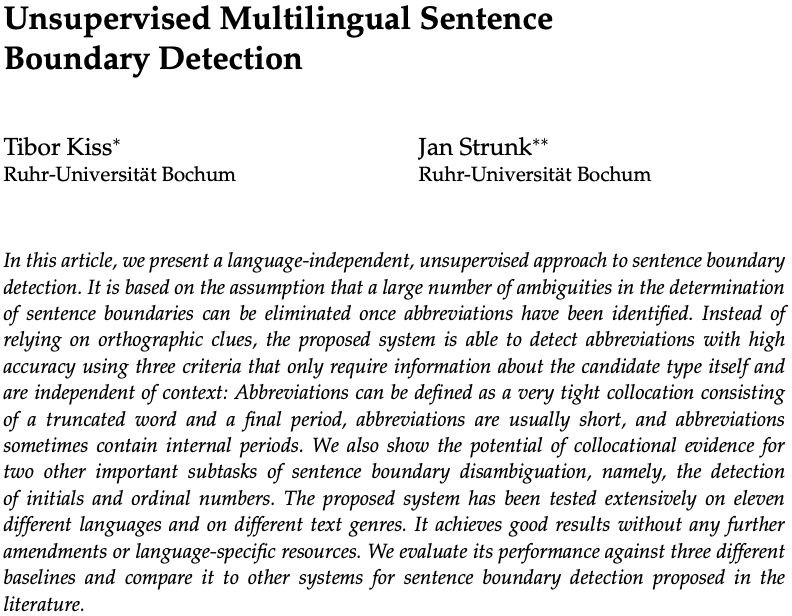 Unsupervised Multilingual Sentence
Boundary Detection
Tibor Kiss*
Ruhr-Universität Bochum
Jan Strunk**
Ruhr-Universität Bochum
In this article, we present a language-independent, unsupervised approach to sentence boundary
detection. It is based on the assumption that a large number of ambiguities in the determination
of sentence boundaries can be eliminated once abbreviations have been identified. Instead of
relying on orthographic clues, the proposed system is able to detect abbreviations with high
accuracy using three criteria that only require information about the candidate type itself and
are independent of context: Abbreviations can be defined as a very tight collocation consisting
of a truncated word and a final period, abbreviations are usually short, and abbreviations
sometimes contain internal periods. We also show the potential of collocational evidence for
two other important subtasks of sentence boundary disambiguation, namely, the detection
of initials and ordinal numbers. The proposed system has been tested extensively on eleven
different languages and on different text genres. It achieves good results without any further
amendments or language-specific resources. We evaluate its performance against three different
baselines and compare it to other systems for sentence boundary detection proposed in the
literature.